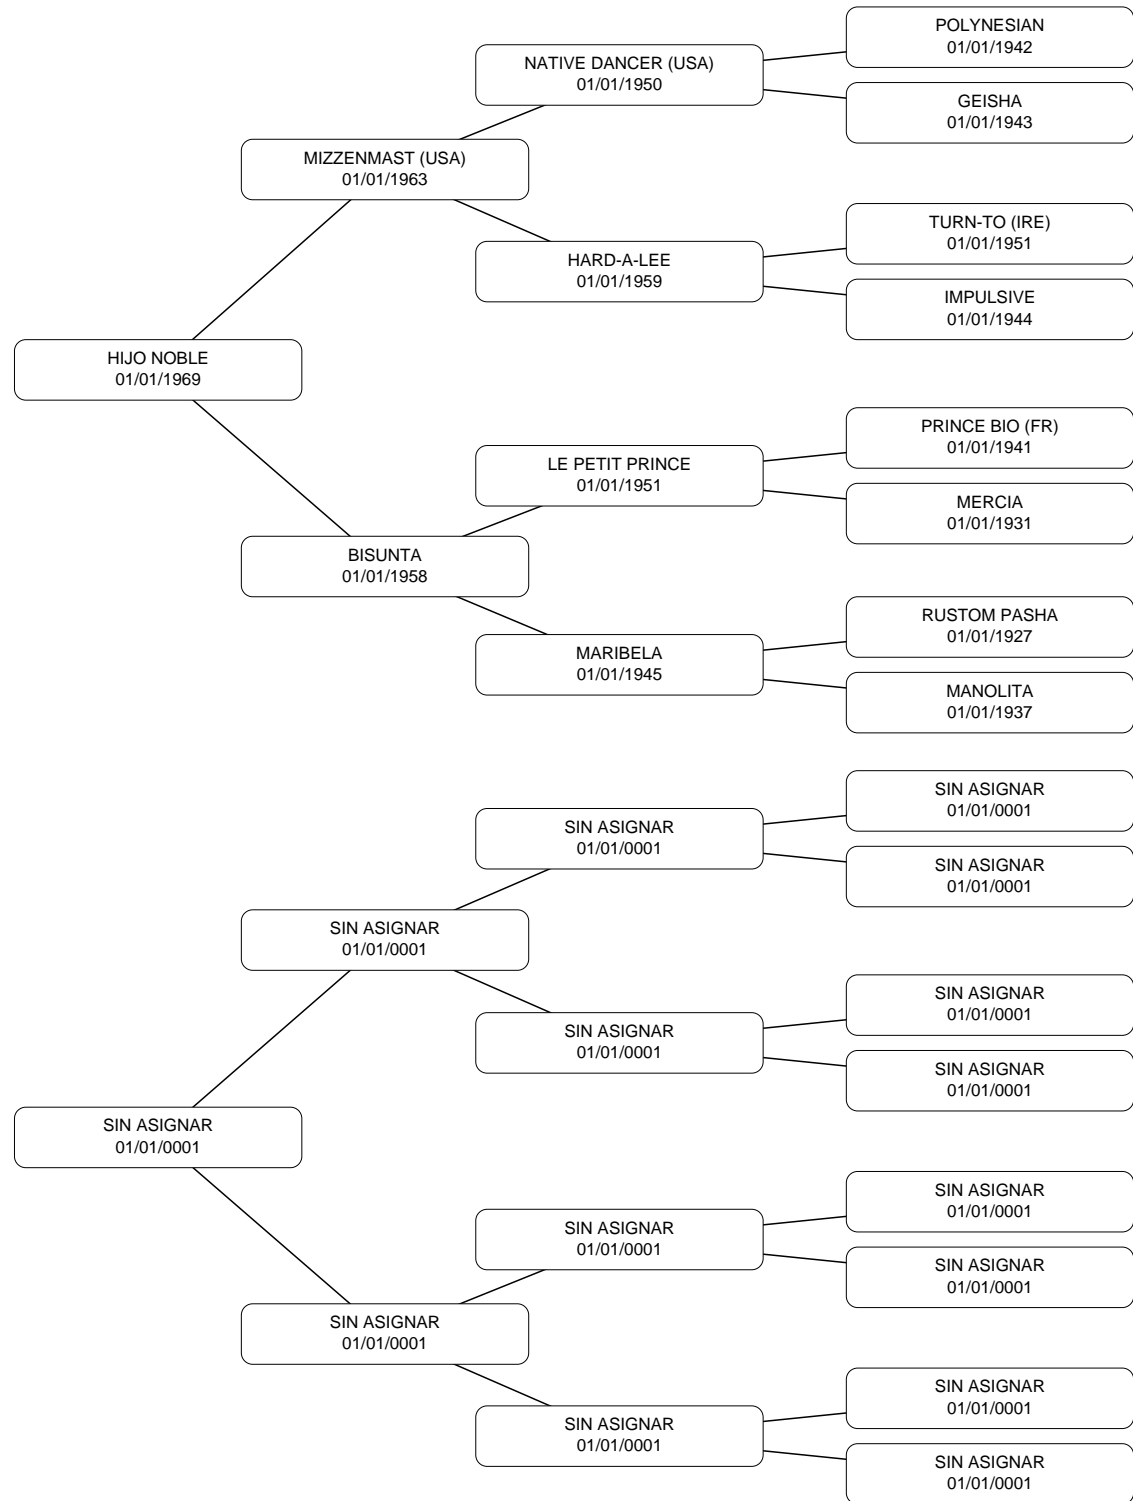 POLYNESIAN
01/01/1942
NATIVE DANCER (USA)
01/01/1950
GEISHA
01/01/1943
MIZZENMAST (USA)
01/01/1963
TURN-TO (IRE)
01/01/1951
HARD-A-LEE
01/01/1959
IMPULSIVE
01/01/1944
HIJO NOBLE
01/01/1969
PRINCE BIO (FR)
01/01/1941
LE PETIT PRINCE
01/01/1951
MERCIA
01/01/1931
BISUNTA
01/01/1958
RUSTOM PASHA
01/01/1927
MARIBELA
01/01/1945
MANOLITA
01/01/1937
SIN ASIGNAR
01/01/0001
SIN ASIGNAR
01/01/0001
SIN ASIGNAR
01/01/0001
SIN ASIGNAR
01/01/0001
SIN ASIGNAR
01/01/0001
SIN ASIGNAR
01/01/0001
SIN ASIGNAR
01/01/0001
SIN ASIGNAR
01/01/0001
SIN ASIGNAR
01/01/0001
SIN ASIGNAR
01/01/0001
SIN ASIGNAR
01/01/0001
SIN ASIGNAR
01/01/0001
SIN ASIGNAR
01/01/0001
SIN ASIGNAR
01/01/0001
SIN ASIGNAR
01/01/0001